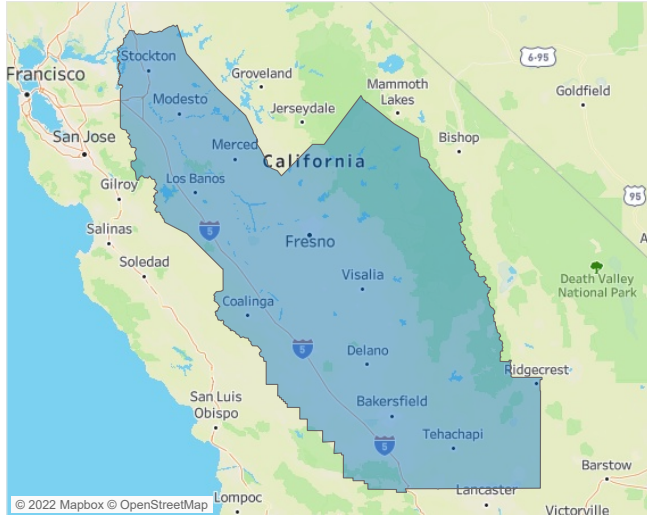 Stockton
6-95
Groveland
Francisco
Mammoth
Lakes
Goldfield
Modesto
Jerseydale
San Jose
Merced
Bishop
California
Los Banos
Gilroy
95
Salinas
5
Fresno
A
Soledad
Visalia
Death Valley
National Park
Coalinga
5
Delano
Ridgecrest
San Luis
Obispo
Bakersfield
5
Tehachapi
Barstow
Lompoc
Lancaster
Victorville
© 2022 Mapbox © OpenStreetMap